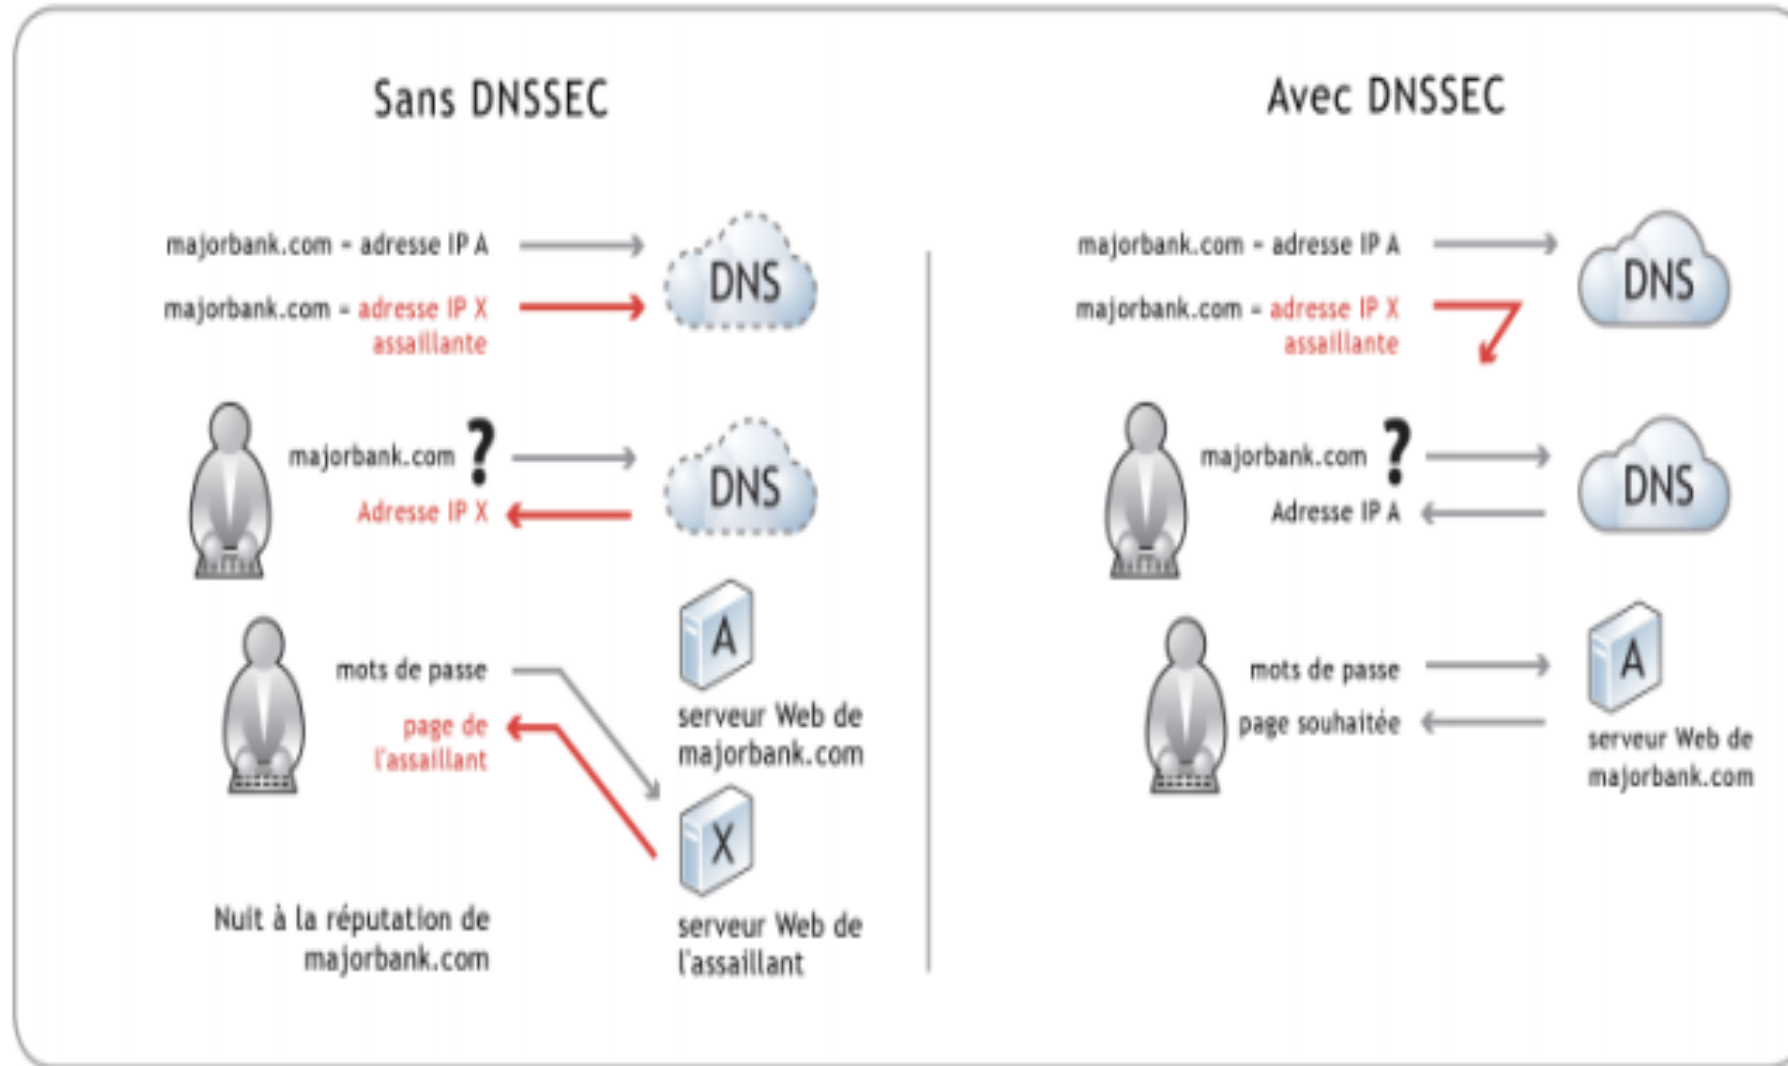 Sans DNSSEC
majorbank.com - adresse IP A
DNS
majorbank.com - adresse IP X
assaillante
majorbank.com ?
DNS
Adresse IP X
A
mots de passe
serveur Web de
majorbank.com
page de
l'assaillant
X
Nuit à la réputation de
majorbank.com
serveur Web de
l'assaillant
Avec DNSSEC
majorbank.com - adresse IP A
DNS
majorbank.com - adresse IP X
assaillante
majorbank.com ?
DNS
Adresse IP A
A
mots de passe
page souhaitée
serveur Web de
majorbank.com